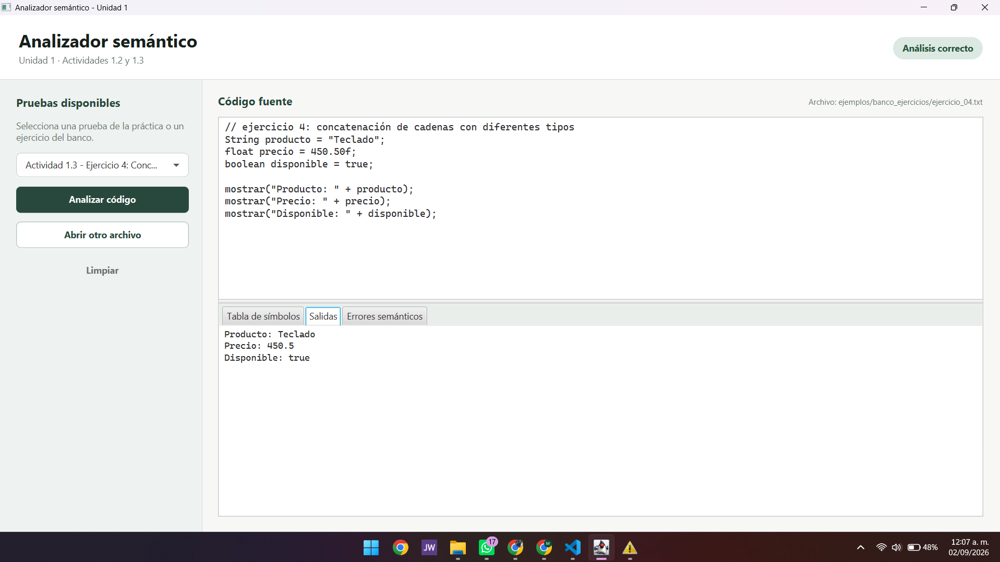 Analizador semántico - Unidad 1
Analizador semántico
Unidad 1 · Actividades 1.2 y 1.3
Análisis correcto
Pruebas disponibles
Selecciona una prueba de la práctica o un
ejercicio del banco.
Actividad 1.3 - Ejercicio 4: Conc...
Analizar código
Abrir otro archivo
Limpiar
Código fuente
Archivo: ejemplos/banco_ejercicios/ejercicio_04.txt
// ejercicio 4: concatenación de cadenas con diferentes tipos
String producto = "Teclado";
float precio = 450.50f;
boolean disponible = true;
mostrar("Producto: " + producto);
mostrar("Precio: " + precio);
mostrar("Disponible: " + disponible);
Tabla de símbolos
Salidas
Errores semánticos
Producto: Teclado
Precio: 450.5
Disponible: true
JW
17
M
48%
12:07 a. m.
02/09/2026